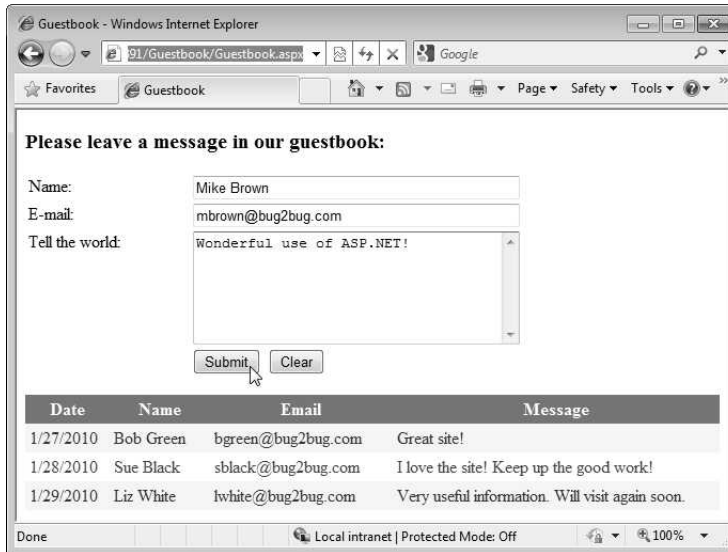 Guestbook - Windows Internet Explorer
91/Guestbook/Guestbook.aspx Google
Favorites Guestbook Page Safety Tools »
Please leave a message in our guestbook:
Name: Mike Brown
E-mail: mbrown@bug2bug.com
Tell the world: Wonderful use of ASP.NET!
Submit Clear
Date Name Email Message
1/27/2010 Bob Green bgreen@bug2bug.com Great site!
1/28/2010 Sue Black sblack@bug2bug.com I love the site! Keep up the good work!
1/29/2010 Liz White lwhite@bug2bug.com Very useful information. Will visit again soon.
Done Local intranet | Protected Mode: Off 100%